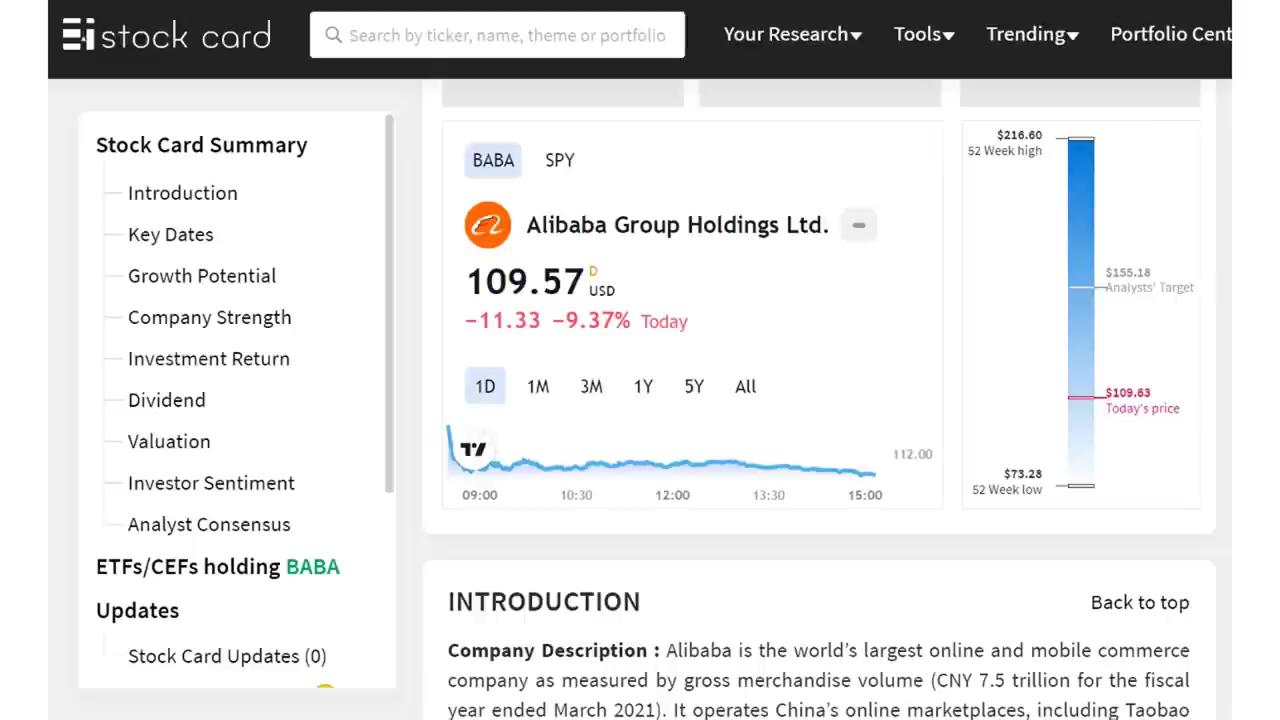 stock card
Search by ticker, name, theme or portfolio
Your Research
Tools
Trending
Portfolio Cent
Stock Card Summary
Introduction
Key Dates
Growth Potential
Company Strength
Investment Return
Dividend
Valuation
Investor Sentiment
Analyst Consensus
ETFs/CEFs holding BABA
Updates
Stock Card Updates (0)
BABA SPY
Alibaba Group Holdings Ltd.
109.57 D USD
−11.33 −9.37% Today
1D 1M 3M 1Y 5Y All
112.00
09:00 10:30 12:00 13:30 15:00
$216.60
52 Week high
$155.18
Analysts' Target
$109.63
Today's price
$73.28
52 Week low
INTRODUCTION
Back to top
Company Description : Alibaba is the world's largest online and mobile commerce
company as measured by gross merchandise volume (CNY 7.5 trillion for the fiscal
year ended March 2021). It operates China's online marketplaces, including Taobao